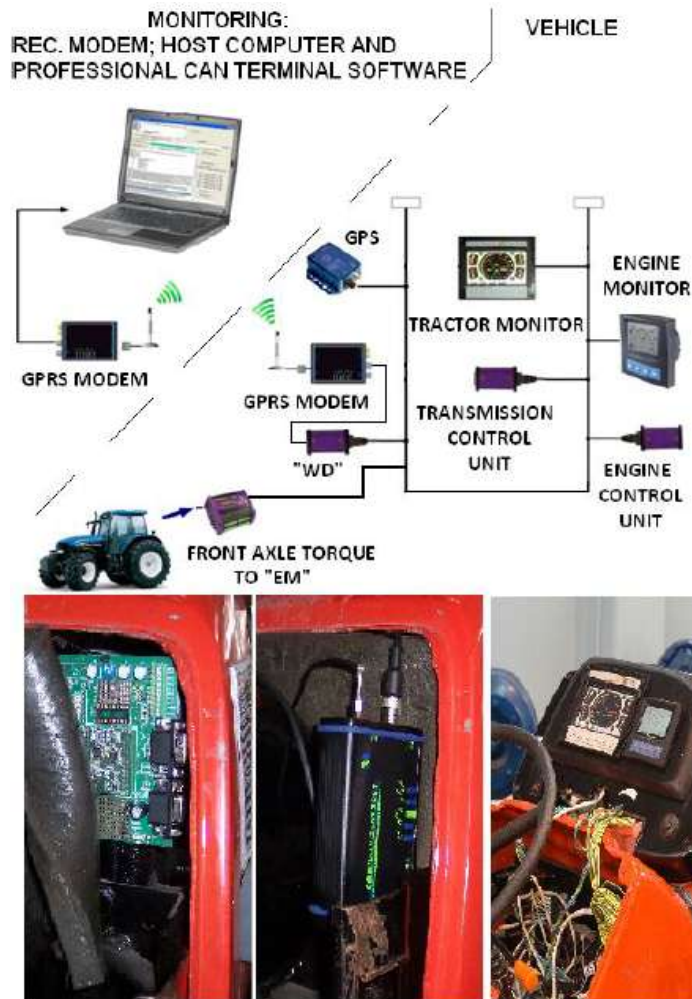 MONITORING:
REC. MODEM; HOST COMPUTER AND
PROFESSIONAL CAN TERMINAL SOFTWARE
VEHICLE
GPS
ENGINE
MONITOR
TRACTOR MONITOR
GPRS MODEM
GPRS MODEM
TRANSMISSION
CONTROL
UNIT
"WD"
ENGINE
CONTROL
UNIT
FRONT AXLE TORQUE
TO "EM"